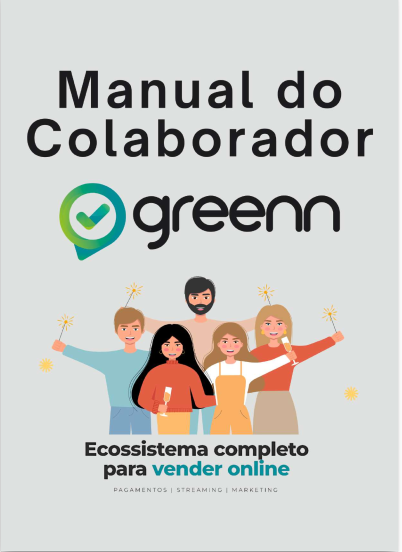 Manual do
Colaborador
greenn
Ecossistema completo
para vender online
PAGAMENTOS | STREAMING | MARKETING